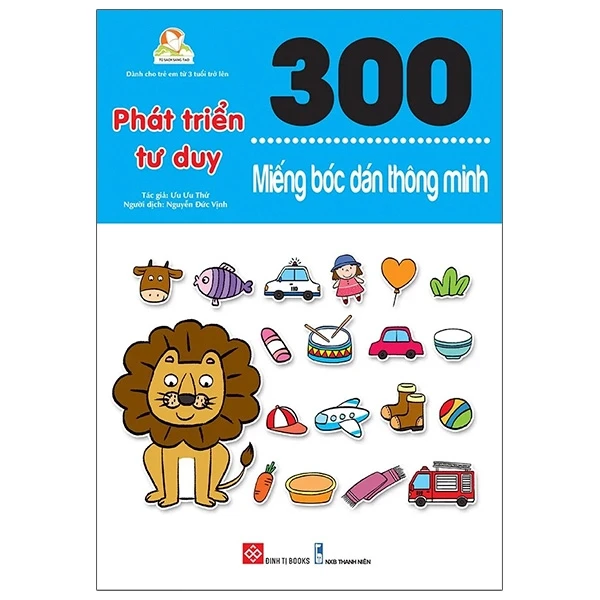 TỦ SÁCH SÁNG TẠO
Dành cho trẻ em từ 3 tuổi trở lên
Phát triển
tư duy
Tác giả: Ưu Ưu Thử
Người dịch: Nguyễn Đức Vịnh
300
Miếng bóc dán thông minh
110
ĐINH TỊ BOOKS
NXB THANH NIÊN